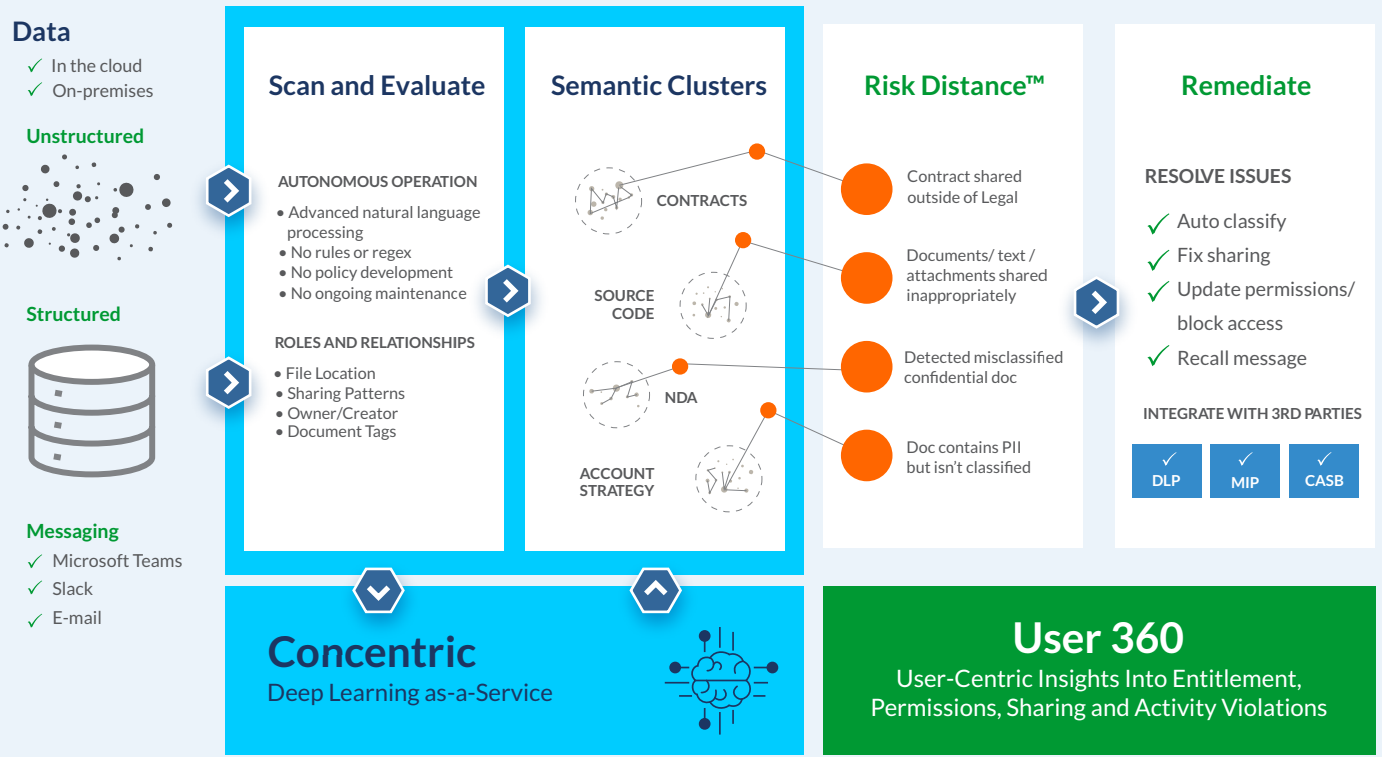 Data
✓ In the cloud
✓ On-premises
Unstructured
Structured
Messaging
✓ Microsoft Teams
✓ Slack
✓ E-mail
Scan and Evaluate
AUTONOMOUS OPERATION
• Advanced natural language
processing
• No rules or regex
• No policy development
• No ongoing maintenance
ROLES AND RELATIONSHIPS
• File Location
• Sharing Patterns
• Owner/Creator
• Document Tags
Semantic Clusters
CONTRACTS
SOURCE
CODE
NDA
ACCOUNT
STRATEGY
Risk Distance™
Contract shared
outside of Legal
Documents/ text /
attachments shared
inappropriately
Detected misclassified
confidential doc
Doc contains PII
but isn't classified
Remediate
RESOLVE ISSUES
✓ Auto classify
✓ Fix sharing
✓ Update permissions/
block access
✓ Recall message
INTEGRATE WITH 3RD PARTIES
✓ ✓ ✓
DLP MIP CASB
Concentric
Deep Learning as-a-Service
User 360
User-Centric Insights Into Entitlement,
Permissions, Sharing and Activity Violations